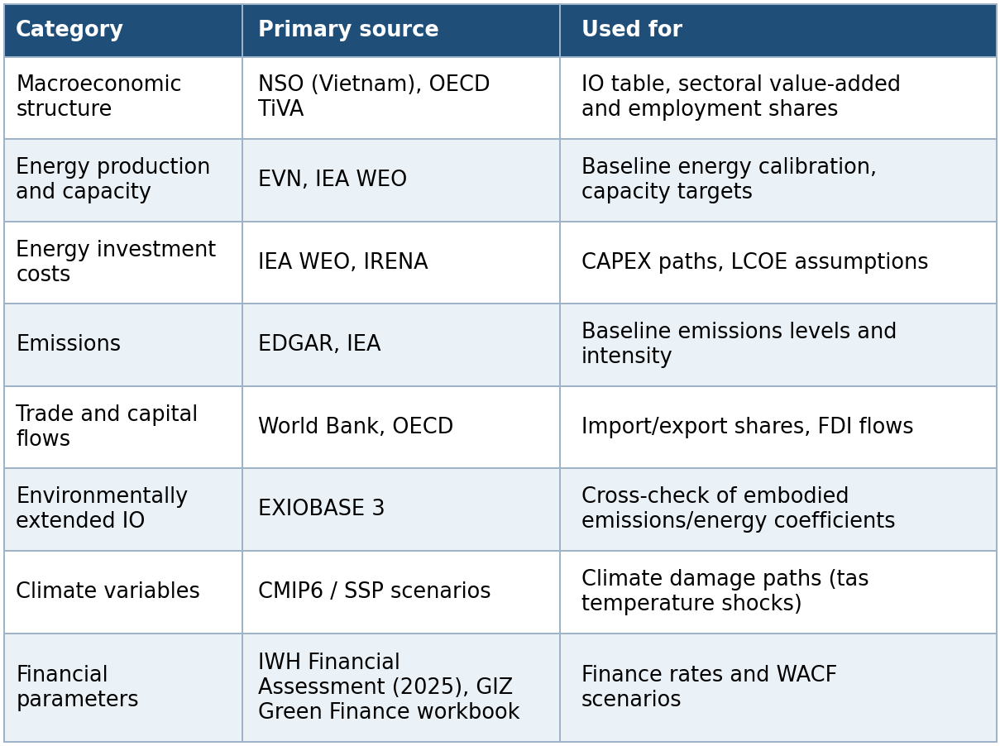 Category
Primary source
Used for
Macroeconomic
structure
NSO (Vietnam), OECD
TiVA
IO table, sectoral value-added
and employment shares
Energy production
and capacity
EVN, IEA WEO
Baseline energy calibration,
capacity targets
Energy investment
costs
IEA WEO, IRENA
CAPEX paths, LCOE assumptions
Emissions
EDGAR, IEA
Baseline emissions levels and
intensity
Trade and capital
flows
World Bank, OECD
Import/export shares, FDI flows
Environmentally
extended IO
EXIOBASE 3
Cross-check of embodied
emissions/energy coefficients
Climate variables
CMIP6 / SSP scenarios
Climate damage paths (tas
temperature shocks)
Financial
parameters
IWH Financial
Assessment (2025), GIZ
Green Finance workbook
Finance rates and WACF
scenarios